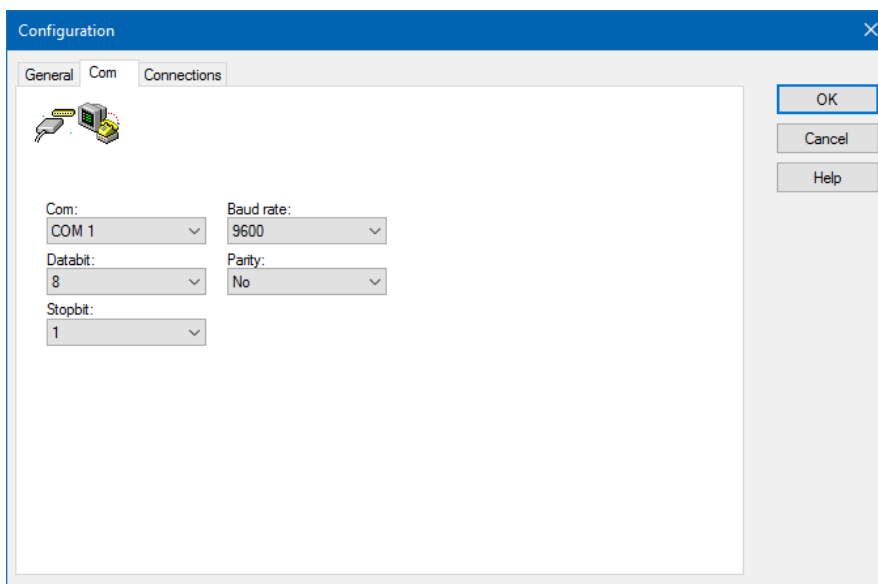 Configuration
General Com Connections
OK
Cancel
Help
Com: Baud rate:
COM 1 9600
Databit: Parity:
8 No
Stopbit:
1